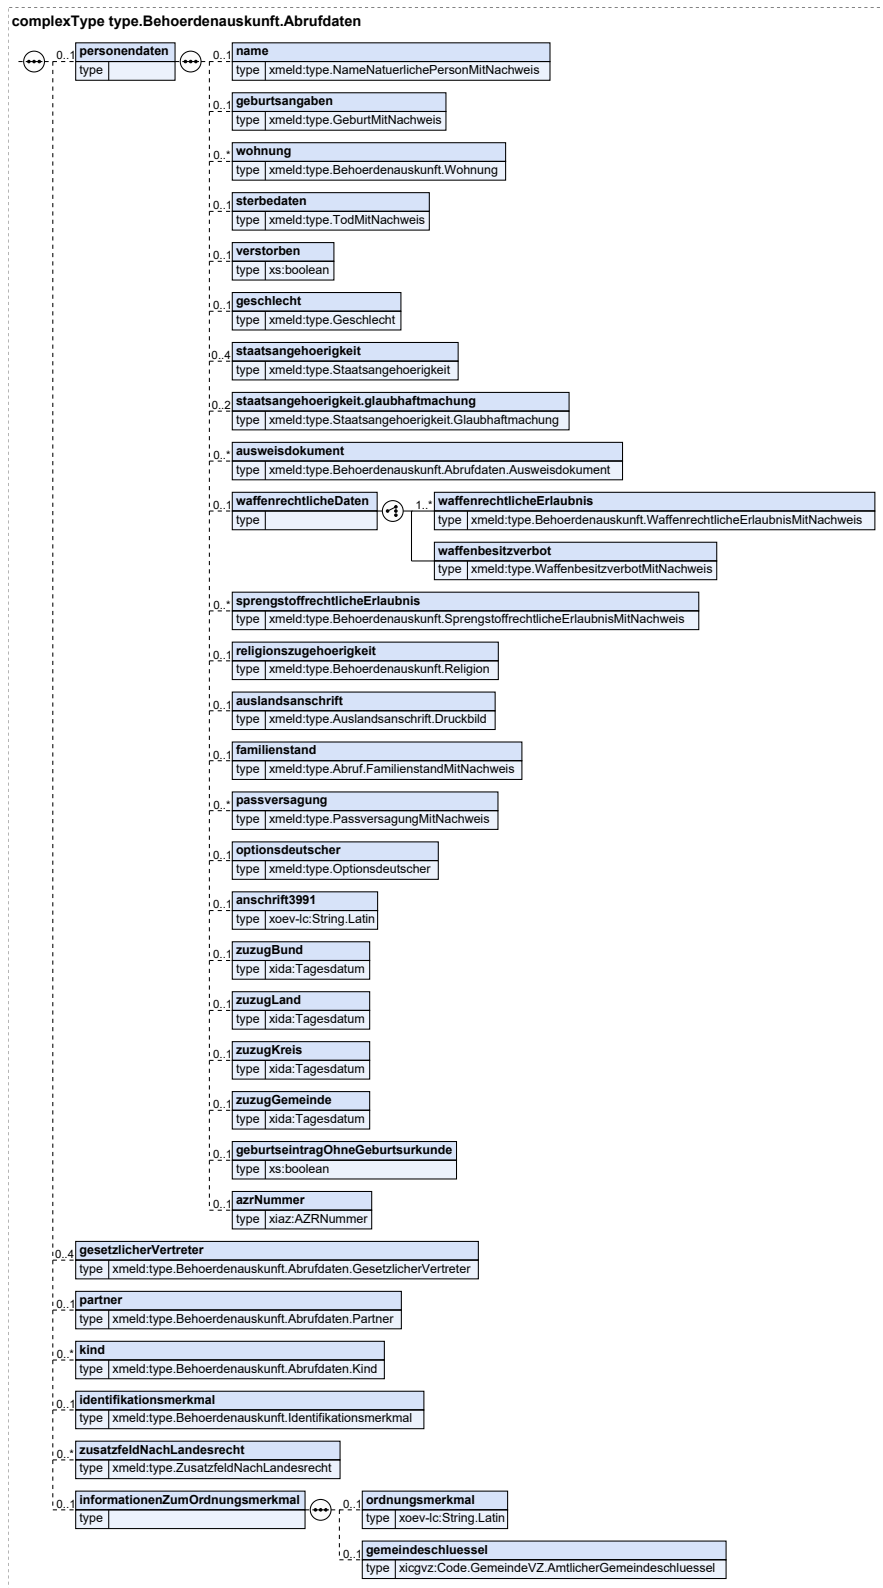 complexType type.Behoerdenauskunft.Abrufdaten
0..1 personendaten
type
0..1 name
type xmeld:type.NameNatuerlichePersonMitNachweis
0..1 geburtsangaben
type xmeld:type.GeburtMitNachweis
0..* wohnung
type xmeld:type.Behoerdenauskunft.Wohnung
0..1 sterbedaten
type xmeld:type.TodMitNachweis
0..1 verstorben
type xs:boolean
0..1 geschlecht
type xmeld:type.Geschlecht
0..4 staatsangehoerigkeit
type xmeld:type.Staatsangehoerigkeit
0..2 staatsangehoerigkeit.glaubhaftmachung
type xmeld:type.Staatsangehoerigkeit.Glaubhaftmachung
0..* ausweisdokument
type xmeld:type.Behoerdenauskunft.Abrufdaten.Ausweisdokument
0..1 waffenrechtlicheDaten
type
1..* waffenrechtlicheErlaubnis
type xmeld:type.Behoerdenauskunft.WaffenrechtlicheErlaubnisMitNachweis
waffenbesitzverbot
type xmeld:type.WaffenbesitzverbotMitNachweis
0..* sprengstoffrechtlicheErlaubnis
type xmeld:type.Behoerdenauskunft.SprengstoffrechtlicheErlaubnisMitNachweis
0..1 religionszugehoerigkeit
type xmeld:type.Behoerdenauskunft.Religion
0..1 auslandsanschrift
type xmeld:type.Auslandsanschrift.Druckbild
0..1 familienstand
type xmeld:type.Abruf.FamilienstandMitNachweis
0..* passversagung
type xmeld:type.PassversagungMitNachweis
0..1 optionsdeutscher
type xmeld:type.Optionsdeutscher
0..1 anschrift3991
type xoev-lc:String.Latin
0..1 zuzugBund
type xida:Tagesdatum
0..1 zuzugLand
type xida:Tagesdatum
0..1 zuzugKreis
type xida:Tagesdatum
0..1 zuzugGemeinde
type xida:Tagesdatum
0..1 geburtseintragOhneGeburtsurkunde
type xs:boolean
0..1 azrNummer
type xiaz:AZRNummer
0..4 gesetzlicherVertreter
type xmeld:type.Behoerdenauskunft.Abrufdaten.GesetzlicherVertreter
0..1 partner
type xmeld:type.Behoerdenauskunft.Abrufdaten.Partner
0..* kind
type xmeld:type.Behoerdenauskunft.Abrufdaten.Kind
0..1 identifikationsmerkmal
type xmeld:type.Behoerdenauskunft.Identifikationsmerkmal
0..* zusatzfeldNachLandesrecht
type xmeld:type.ZusatzfeldNachLandesrecht
0..1 informationenZumOrdnungsmerkmal
type
0..1 ordnungsmerkmal
type xoev-lc:String.Latin
0..1 gemeindeschluessel
type xicgvz:Code.GemeindeVZ.AmtlicherGemeindeschluessel